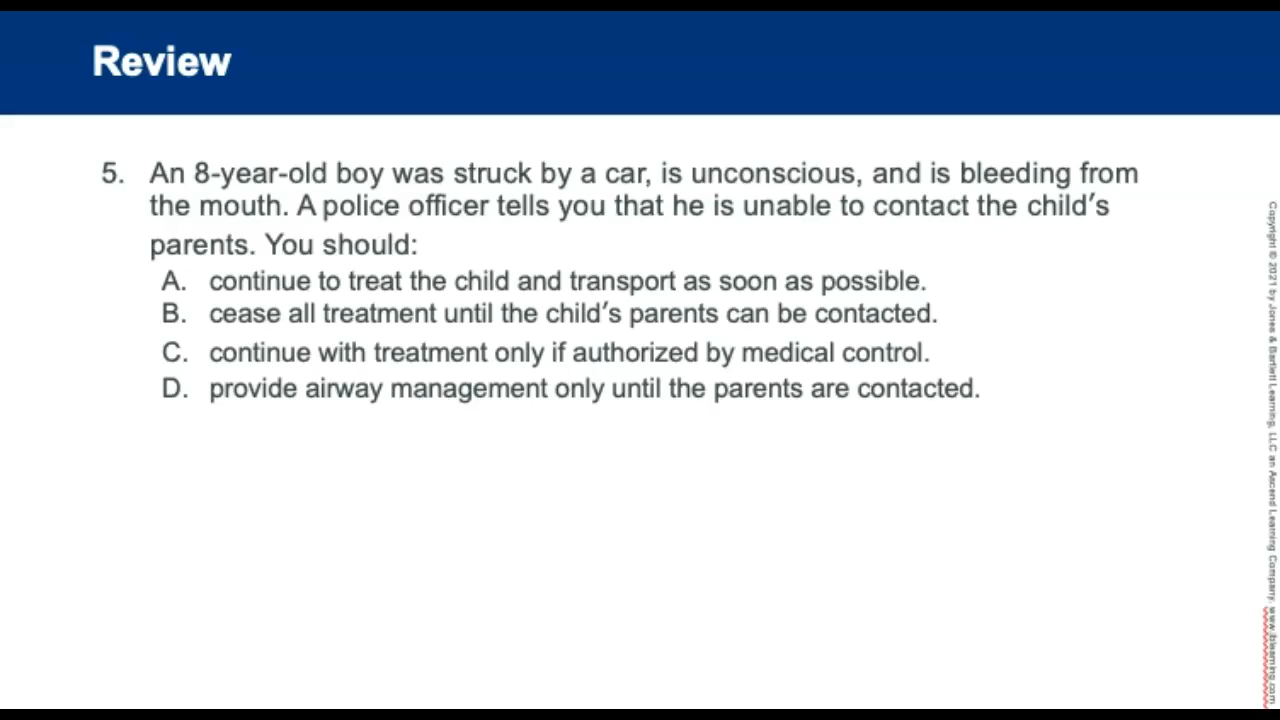 Review
5. An 8-year-old boy was struck by a car, is unconscious, and is bleeding from
the mouth. A police officer tells you that he is unable to contact the child’s
parents. You should:
A. continue to treat the child and transport as soon as possible.
B. cease all treatment until the child’s parents can be contacted.
C. continue with treatment only if authorized by medical control.
D. provide airway management only until the parents are contacted.
Copyright © 2021 by Jones & Bartlett Learning, LLC an Ascend Learning Company. www.jblearning.com